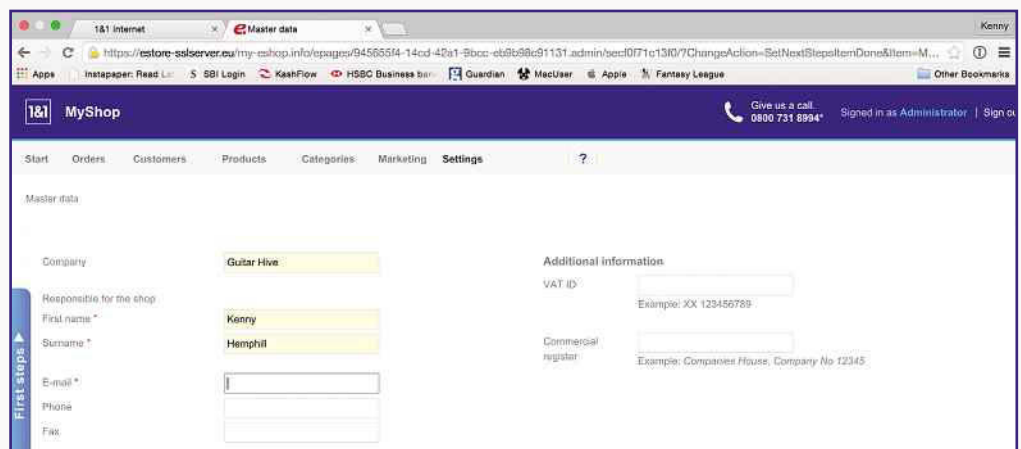 1&1 Internet
Master data
Kenny
https://estore-sslserver.eu/my-eshop.info/epages/945655f4-14cd-42a1-9bcc-eb9b98c91131.admin/sec10f71c13f0/?ChangeAction=SetNextStepsItemDone&Item=M...
Apps Instapaper: Read SBI Login KashFlow HSBC Business Guardian MacUser Apple Fantasy League Other Bookmarks
1&1 MyShop
Give us a call.
0800 731 8994*
Signed in as Administrator | Sign
Start Orders Customers Products Categories Marketing Settings ?
Master data
Company Guitar Hive
Additional information
VAT ID
Example: XX 123456789
Responsible for the shop
First name * Kenny
Surname * Hemphill
Commercial
register
Example: Companies House, Company No 12345
E-mail *
Phone
Fax
First steps